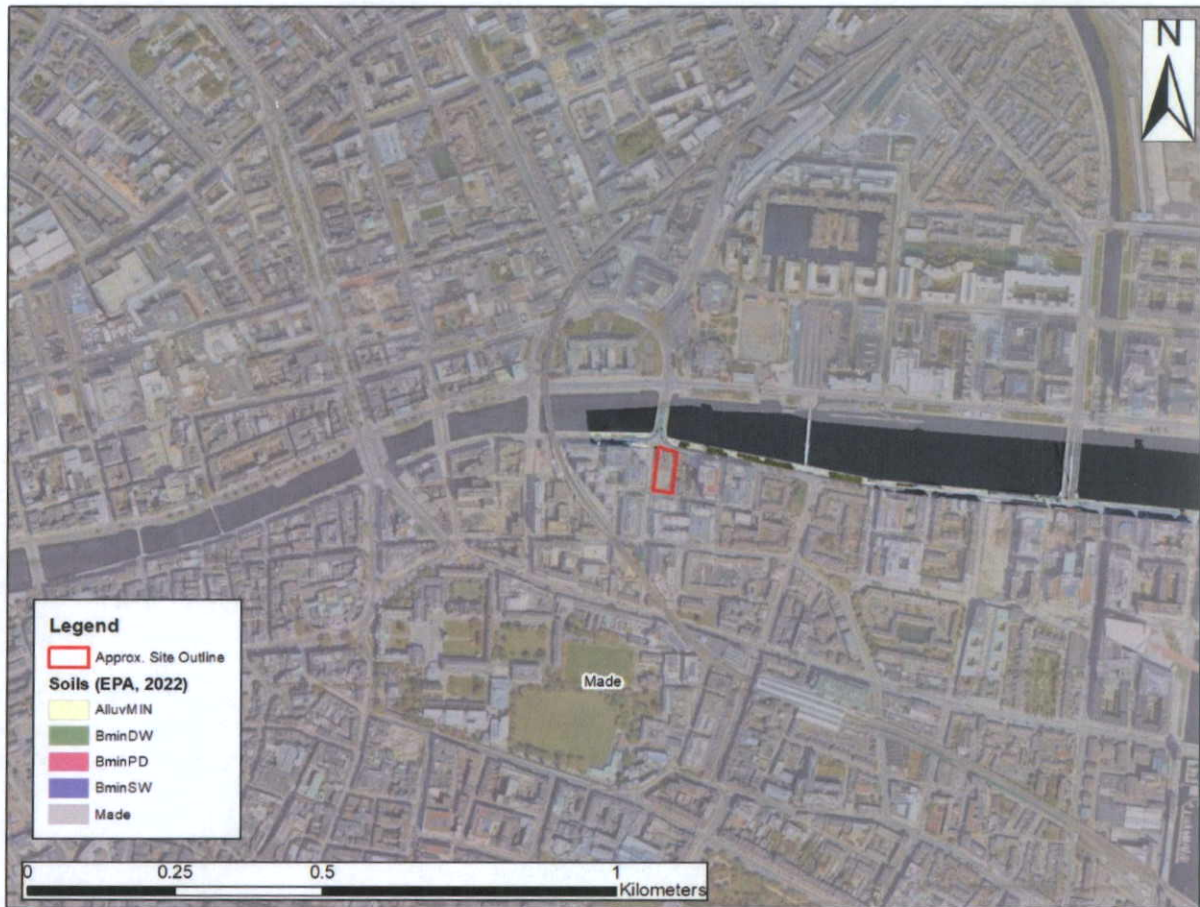 N
Made
Legend
Approx. Site Outline
Soils (EPA, 2022)
AlluvMIN
BminDW
BminPD
BminSW
Made
0 0.25 0.5 1
Kilometers